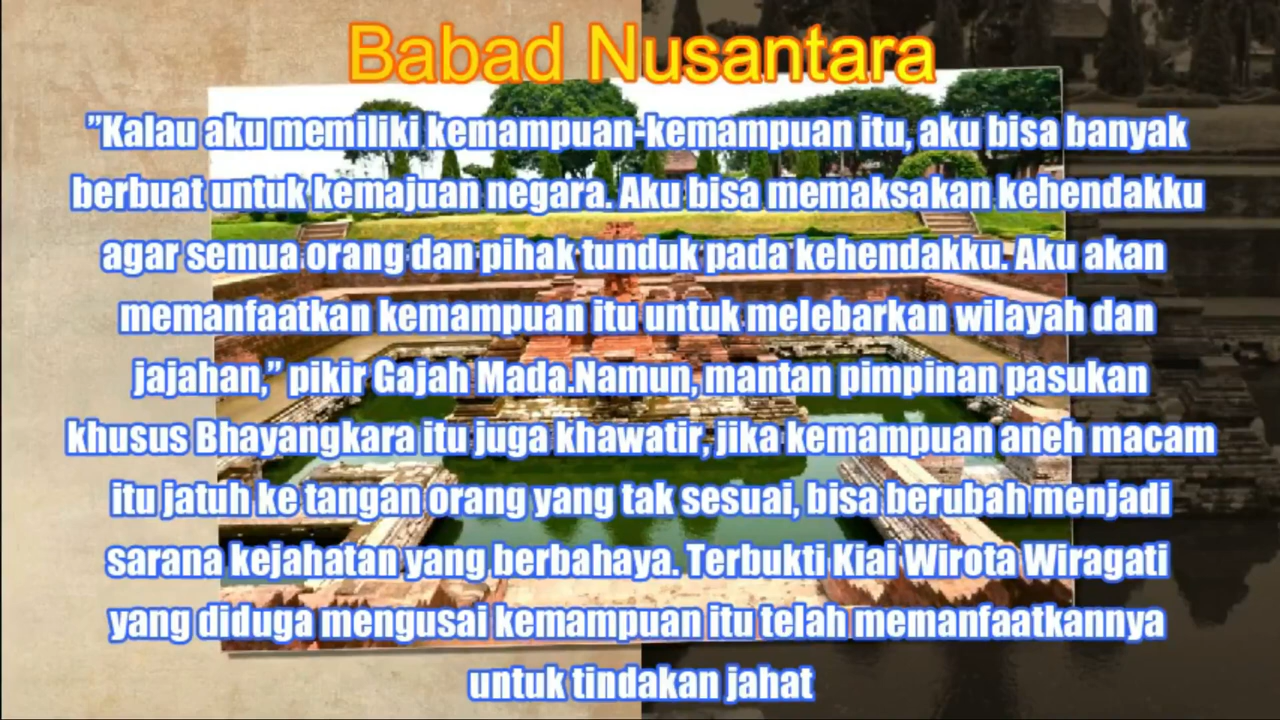 Babad Nusantara
”Kalau aku memiliki kemampuan-kemampuan itu, aku bisa banyak
berbuat untuk kemajuan negara. Aku bisa memaksakan kehendakku
agar semua orang dan pihak tunduk pada kehendakku. Aku akan
memanfaatkan kemampuan itu untuk melebarkan wilayah dan
jajahan,” pikir Gajah Mada.Namun, mantan pimpinan pasukan
khusus Bhayangkara itu juga khawatir, jika kemampuan aneh macam
itu jatuh ke tangan orang yang tak sesuai, bisa berubah menjadi
sarana kejahatan yang berbahaya. Terbukti Kiai Wirota Wiragati
yang diduga mengusai kemampuan itu telah memanfaatkannya
untuk tindakan jahat